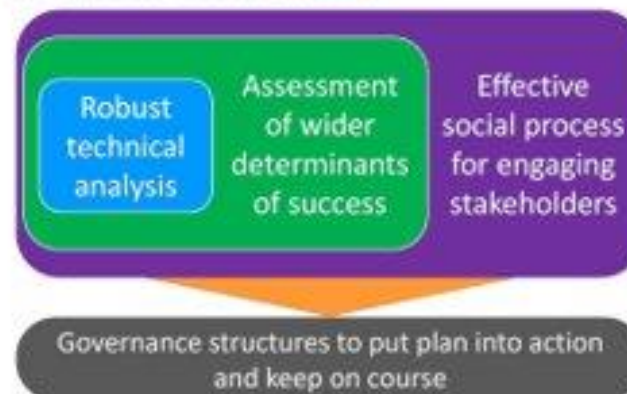 Robust
technical
analysis
Assessment
of wider
determinants
of success
Effective
social process
for engaging
stakeholders
Governance structures to put plan into action
and keep on course